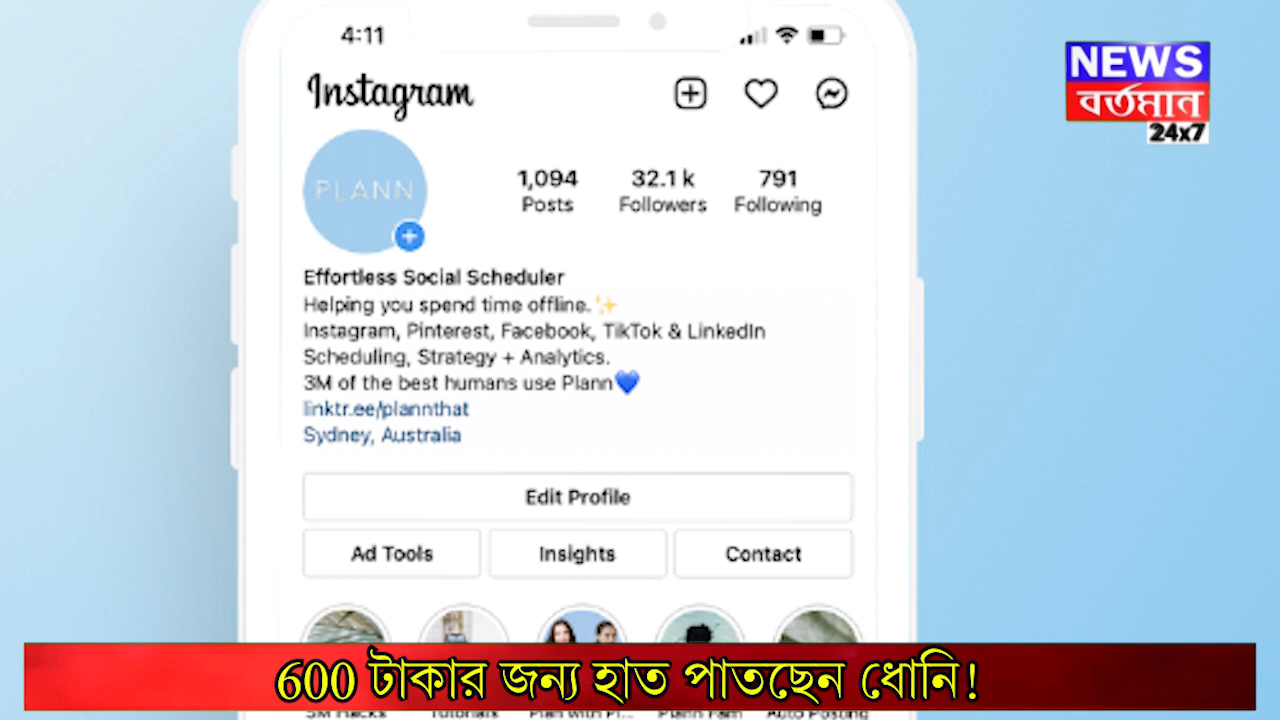 4:11
Instagram
NEWS
বর্তমান
24x7
PLANN
1,094 32.1 k 791
Posts Followers Following
Effortless Social Scheduler
Helping you spend time offline. ✨
Instagram, Pinterest, Facebook, TikTok & LinkedIn
Scheduling, Strategy + Analytics.
3M of the best humans use Plann💙
linktr.ee/plannthat
Sydney, Australia
Edit Profile
Ad Tools Insights Contact
600 টাকার জন্য হাত পাতছেন ধোনি!